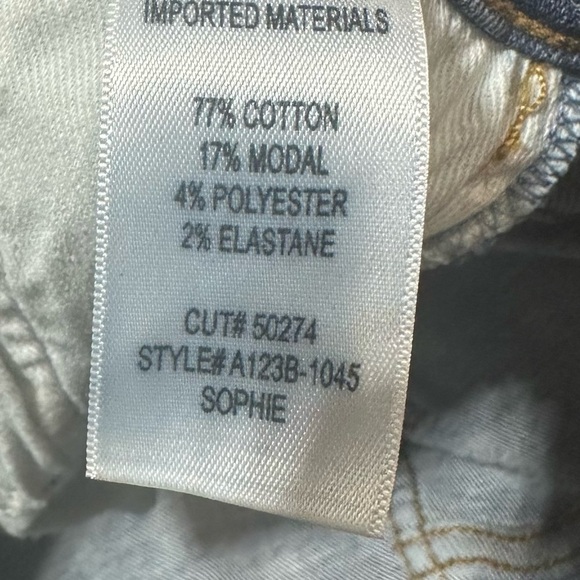 IMPORTED MATERIALS
77% COTTON
17% MODAL
4% POLYESTER
2% ELASTANE
CUT# 50274
STYLE#A123B-1045
SOPHIE